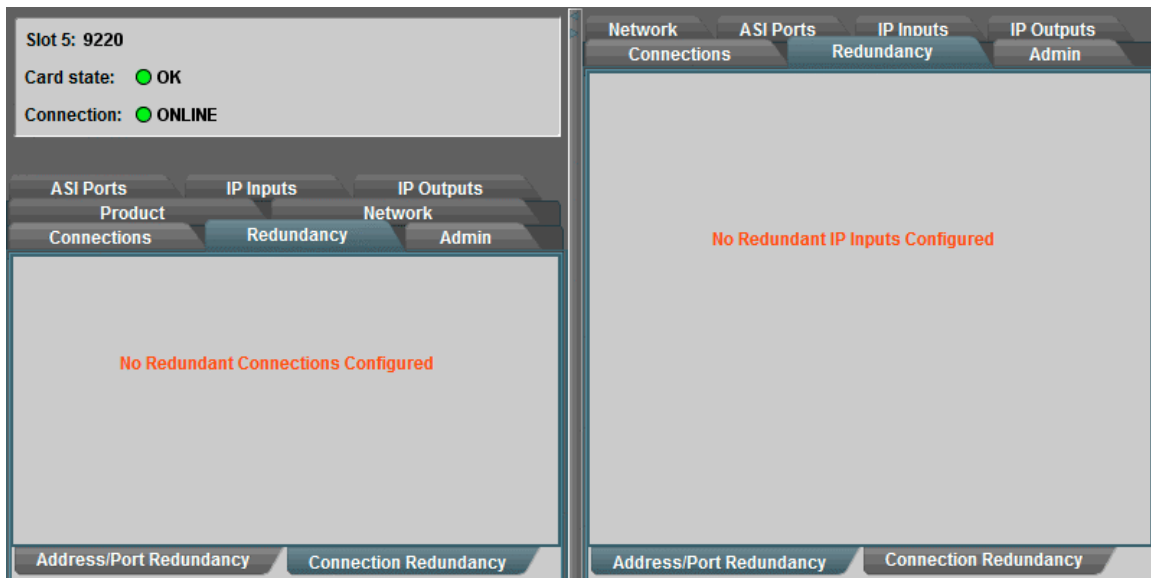 Slot 5: 9220
Card state: OK
Connection: ONLINE
ASI Ports IP Inputs IP Outputs
Product Network
Connections Redundancy Admin
No Redundant Connections Configured
Address/Port Redundancy Connection Redundancy
Network ASI Ports IP Inputs IP Outputs
Connections Redundancy Admin
No Redundant IP Inputs Configured
Address/Port Redundancy Connection Redundancy